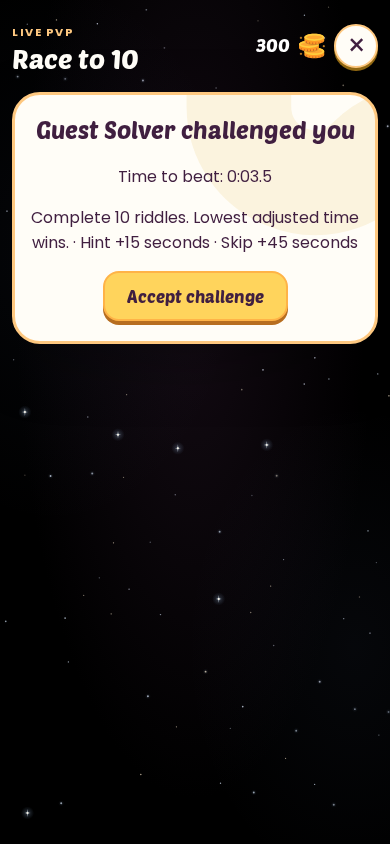 LIVE PVP
Race to 10
300
Guest Solver challenged you
Time to beat: 0:03.5
Complete 10 riddles. Lowest adjusted time
wins. · Hint +15 seconds · Skip +45 seconds
Accept challenge